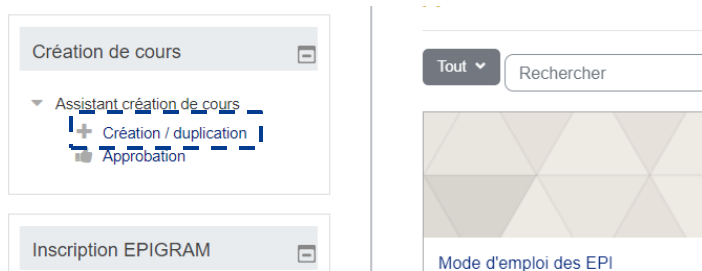 Création de cours
Assistant création de cours
Création / duplication
Approbation
Inscription EPIGRAM
Tout
Rechercher
Mode d'emploi des EPI